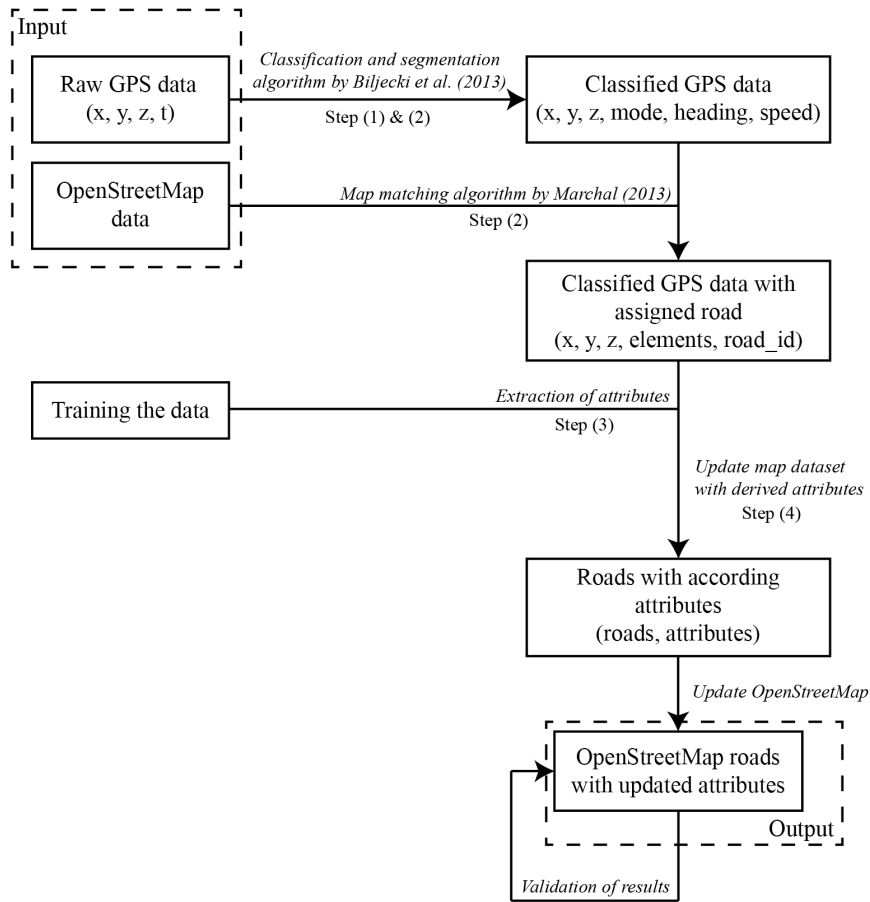 Input
Raw GPS data
(x, y, z, t)
Classification and segmentation
algorithm by Biljecki et al. (2013)
Step (1) & (2)
Classified GPS data
(x, y, z, mode, heading, speed)
OpenStreetMap
data
Map matching algorithm by Marchal (2013)
Step (2)
Classified GPS data with
assigned road
(x, y, z, elements, road_id)
Training the data
Extraction of attributes
Step (3)
Update map dataset
with derived attributes
Step (4)
Roads with according
attributes
(roads, attributes)
Update OpenStreetMap
OpenStreetMap roads
with updated attributes
Output
Validation of results